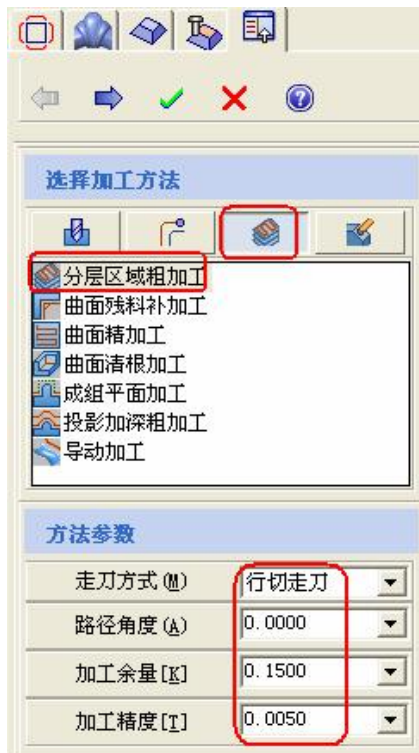 选择加工方法
分层区域粗加工
曲面残料补加工
曲面精加工
曲面清根加工
成组平面加工
投影加深粗加工
导动加工
方法参数
走刀方式(M) 行切走刀
路径角度(A) 0.0000
加工余量[K] 0.1500
加工精度[T] 0.0050